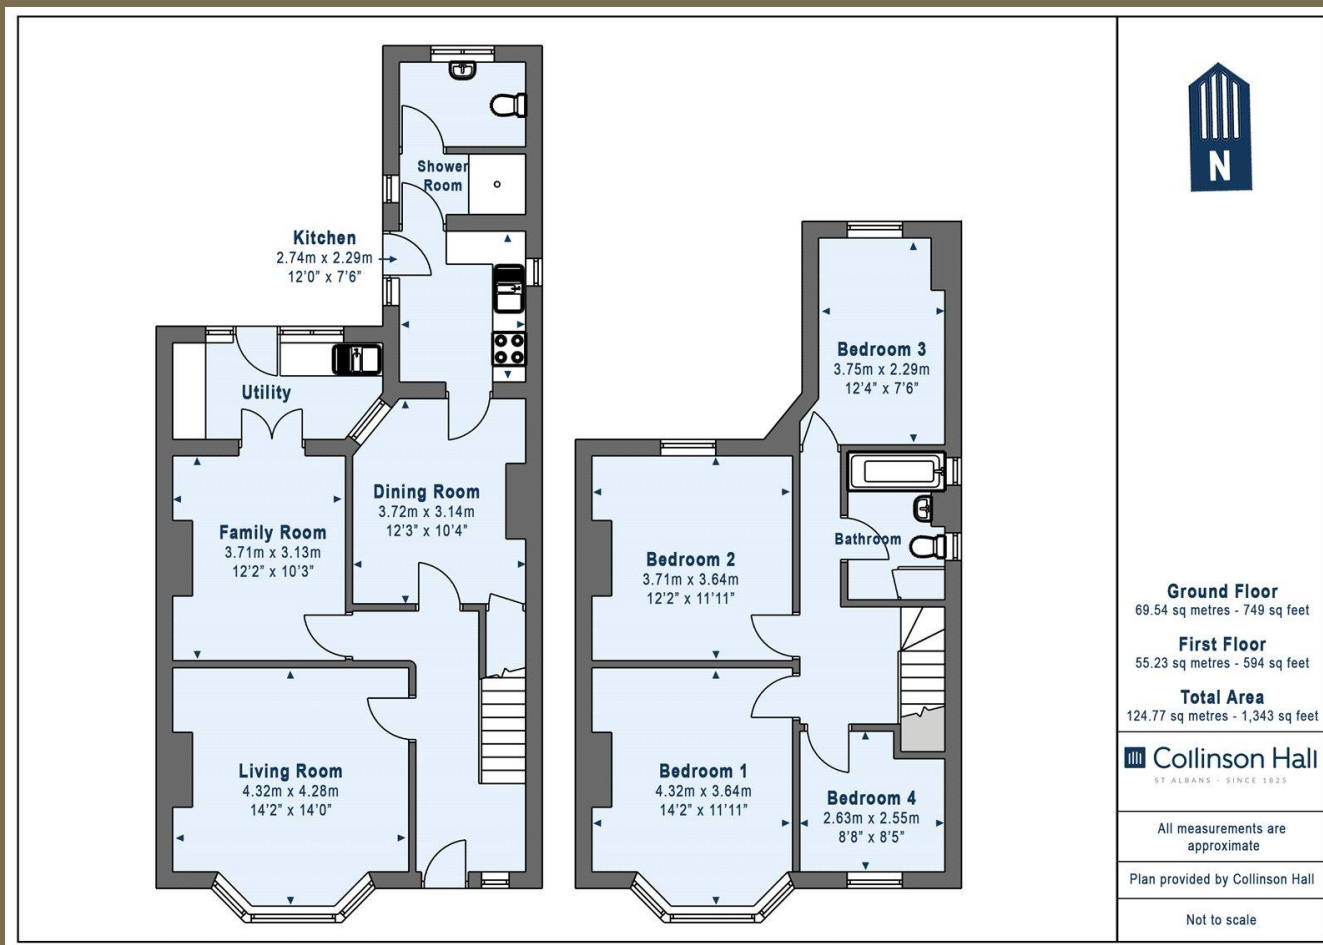 Shower
Room
Kitchen
2.74m x 2.29m
12'0" x 7'6"
Utility
Dining Room
3.72m x 3.14m
12'3" x 10'4"
Family Room
3.71m x 3.13m
12'2" x 10'3"
Living Room
4.32m x 4.28m
14'2" x 14'0"
Bedroom 3
3.75m x 2.29m
12'4" x 7'6"
Bathroom
Bedroom 2
3.71m x 3.64m
12'2" x 11'11"
Bedroom 1
4.32m x 3.64m
14'2" x 11'11"
Bedroom 4
2.63m x 2.55m
8'8" x 8'5"
N
Ground Floor
69.54 sq metres - 749 sq feet
First Floor
55.23 sq metres - 594 sq feet
Total Area
124.77 sq metres - 1,343 sq feet
Collinson Hall
ST ALBANS - SINCE 1825
All measurements are
approximate
Plan provided by Collinson Hall
Not to scale